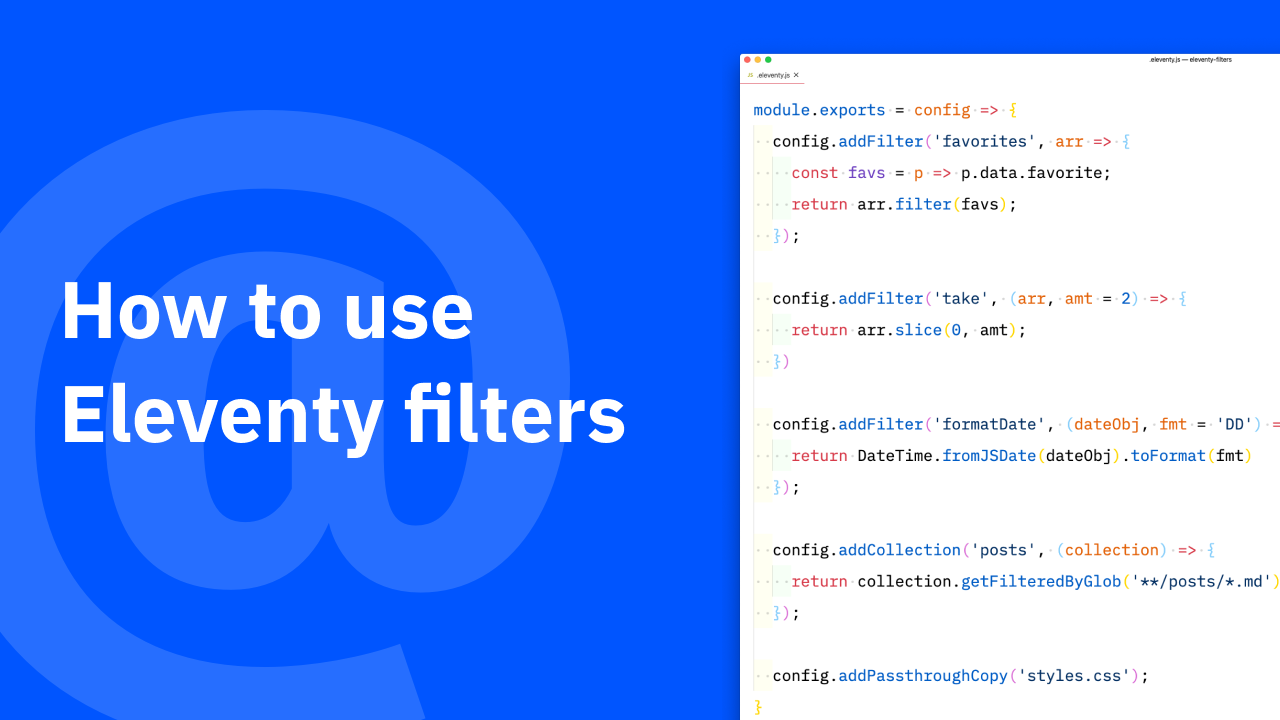 How to use
Eleventy filters
.eleventy.js — eleventy-filters
JS .eleventy.js ×
module.exports = config => {
config.addFilter('favorites', arr => {
const favs = p => p.data.favorite;
return arr.filter(favs);
});
config.addFilter('take', (arr, amt = 2) => {
return arr.slice(0, amt);
})
config.addFilter('formatDate', (dateObj, fmt = 'DD') =
return DateTime.fromJSDate(dateObj).toFormat(fmt)
});
config.addCollection('posts', (collection) => {
return collection.getFilteredByGlob('**/posts/*.md')
});
config.addPassthroughCopy('styles.css');
}